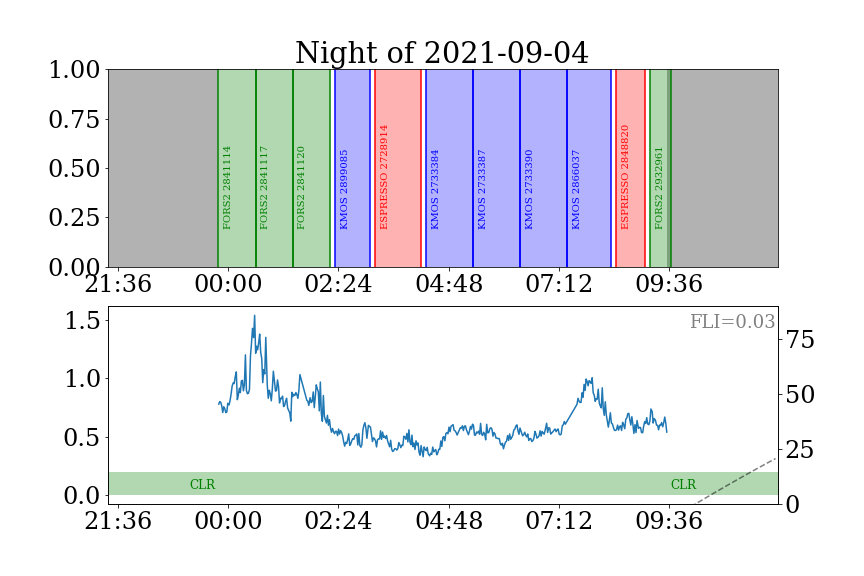 Night of 2021-09-04
1.00
0.75
0.50
0.25
0.00
FORS2 2841114
FORS2 2841117
FORS2 2841120
KMOS 2899085
ESPRESSO 2728914
KMOS 2733384
KMOS 2733387
KMOS 2733390
KMOS 2866037
ESPRESSO 2848820
FORS2 2932961
21:36 00:00 02:24 04:48 07:12 09:36
FLI=0.03
1.5
1.0
0.5
0.0
75
50
25
0
CLR CLR
21:36 00:00 02:24 04:48 07:12 09:36